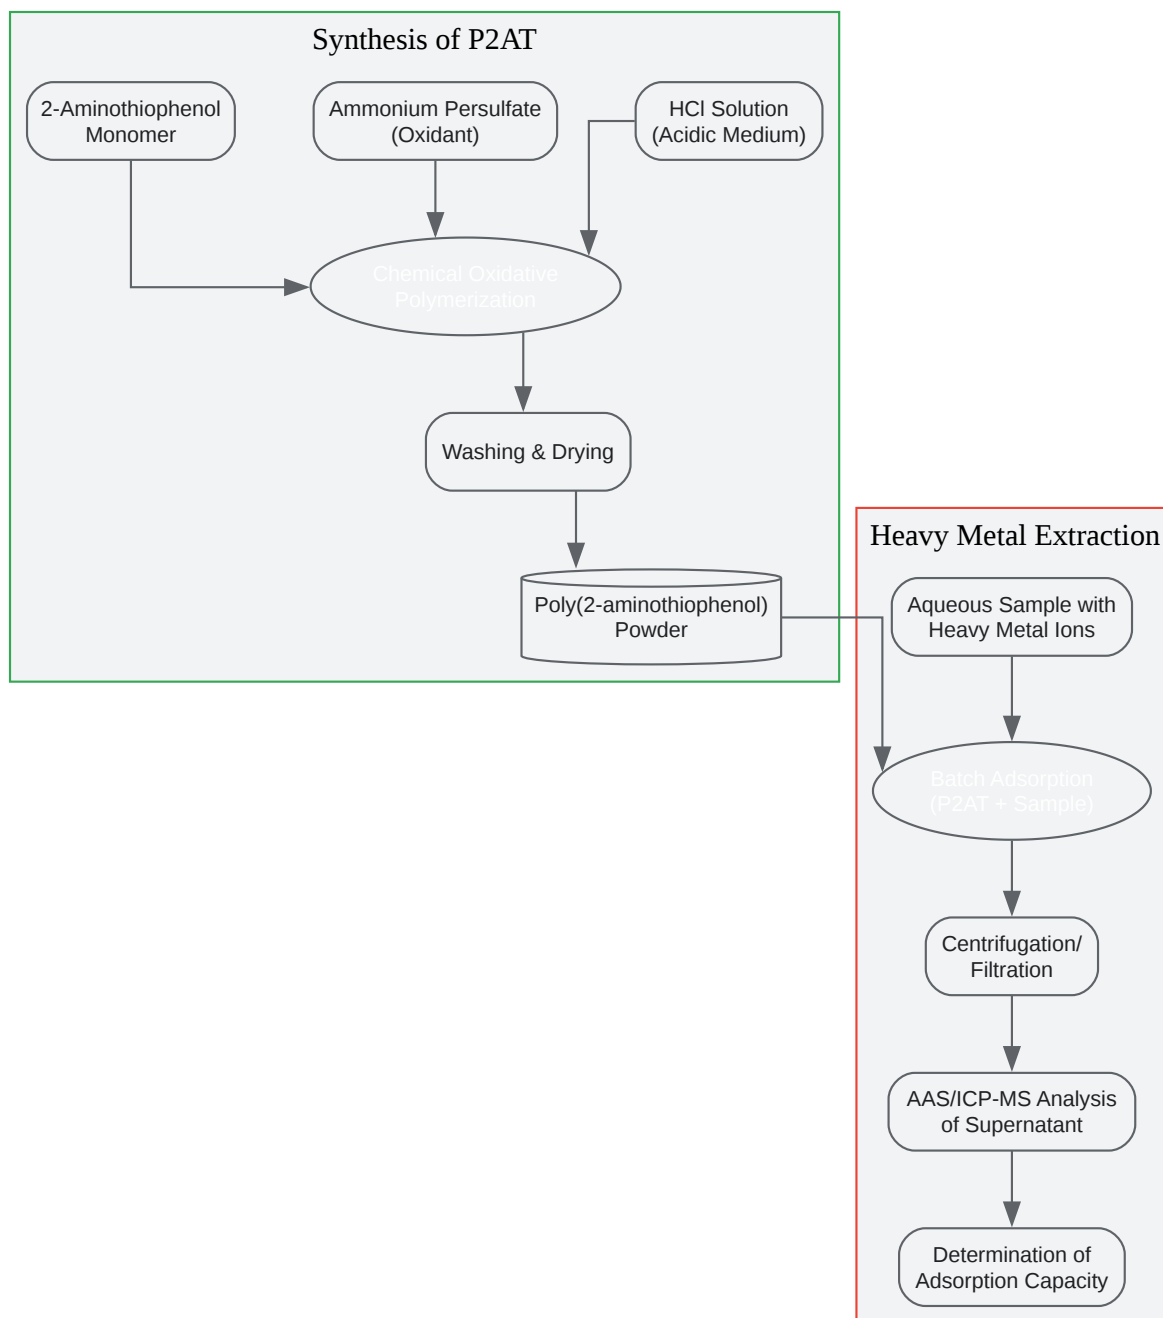 Synthesis of P2AT
2-Aminothiophenol
Monomer
Ammonium Persulfate
(Oxidant)
HCl Solution
(Acidic Medium)
Chemical Oxidative
Polymerization
Washing & Drying
Poly(2-aminothiophenol)
Powder
Heavy Metal Extraction
Aqueous Sample with
Heavy Metal Ions
Batch Adsorption
(P2AT + Sample)
Centrifugation/
Filtration
AAS/ICP-MS Analysis
of Supernatant
Determination of
Adsorption Capacity